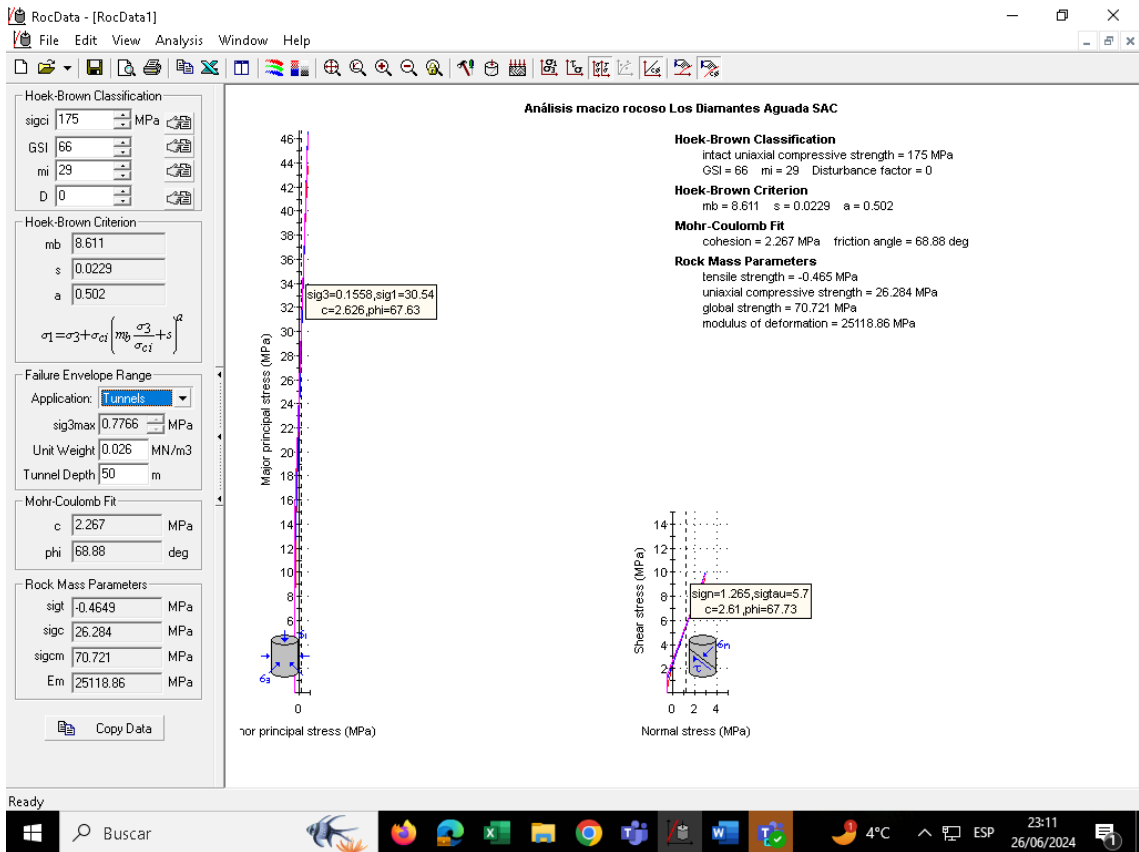 RocData - [RocData1]
File Edit View Analysis Window Help
Hoek-Brown Classification
sigci 175 MPa
GSI 66
mi 29
D 0
Hoek-Brown Criterion
mb 8.611
s 0.0229
a 0.502
σ1=σ3+σci(mb σ3/σci+s)^a
Failure Envelope Range
Application: Tunnels
sig3max 0.7766 MPa
Unit Weight 0.026 MN/m3
Tunnel Depth 50 m
Mohr-Coulomb Fit
c 2.267 MPa
phi 68.88 deg
Rock Mass Parameters
sigt -0.4649 MPa
sigc 26.284 MPa
sigcm 70.721 MPa
Em 25118.86 MPa
Copy Data
Análisis macizo rocoso Los Diamantes Aguada SAC
Hoek-Brown Classification
intact uniaxial compressive strength = 175 MPa
GSI = 66 mi = 29 Disturbance factor = 0
Hoek-Brown Criterion
mb = 8.611 s = 0.0229 a = 0.502
Mohr-Coulomb Fit
cohesion = 2.267 MPa friction angle = 68.88 deg
Rock Mass Parameters
tensile strength = -0.465 MPa
uniaxial compressive strength = 26.284 MPa
global strength = 70.721 MPa
modulus of deformation = 25118.86 MPa
Major principal stress (MPa)
46
44
42
40
38
36
34
32
30
28
26
24
22
20
18
16
14
12
10
8
6
sig3=0.1558,sig1=30.54
c=2.626,phi=67.63
σ1
σ3
0
nor principal stress (MPa)
Shear stress (MPa)
14
12
10
8
6
4
2
sign=1.265,sigtau=5.7
c=2.61,phi=67.73
σn
τ
0 2 4
Normal stress (MPa)
Ready
Buscar
4°C
ESP
23:11
26/06/2024
1